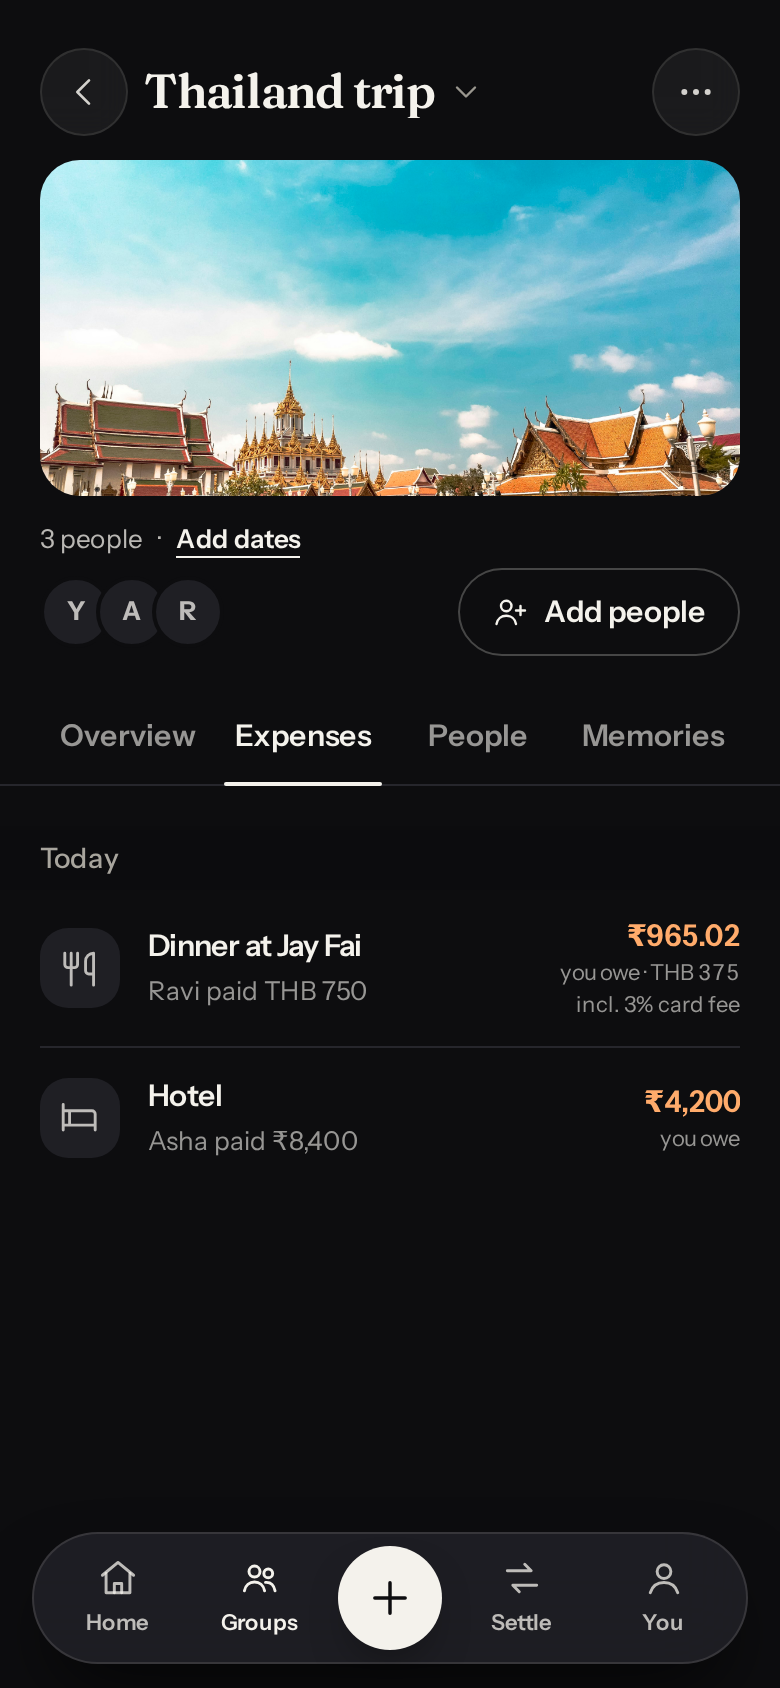 Thailand trip
3 people · Add dates
Y A R
Add people
Overview Expenses People Memories
Today
Dinner at Jay Fai
Ravi paid THB 750
₹965.02
you owe · THB 375
incl. 3% card fee
Hotel
Asha paid ₹8,400
₹4,200
you owe
Home Groups Settle You